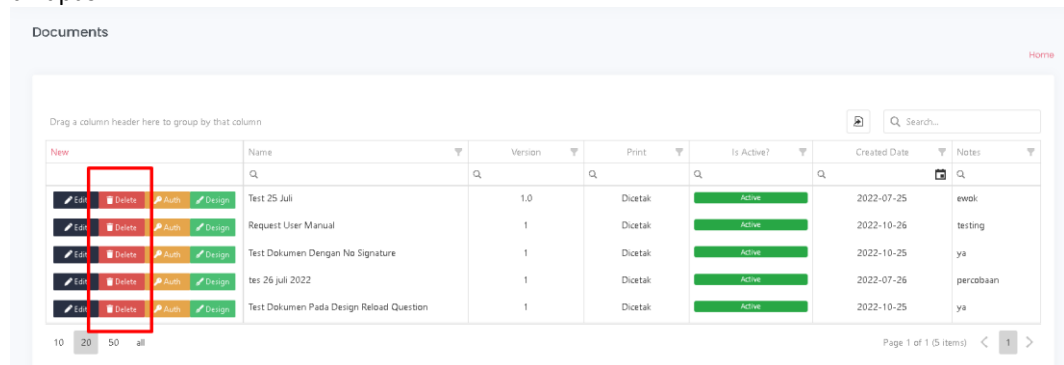 Documents
Home
Drag a column header here to group by that column
Search...
New Name Version Print Is Active? Created Date Notes
Edit Delete Auth Design Test 25 Juli 1.0 Dicetak Active 2022-07-25 ewok
Edit Delete Auth Design Request User Manual 1 Dicetak Active 2022-10-26 testing
Edit Delete Auth Design Test Dokumen Dengan No Signature 1 Dicetak Active 2022-10-25 ya
Edit Delete Auth Design tes 26 juli 2022 1 Dicetak Active 2022-07-26 percobaan
Edit Delete Auth Design Test Dokumen Pada Design Reload Question 1 Dicetak Active 2022-10-25 ya
10 20 50 all Page 1 of 1 (5 items) 1